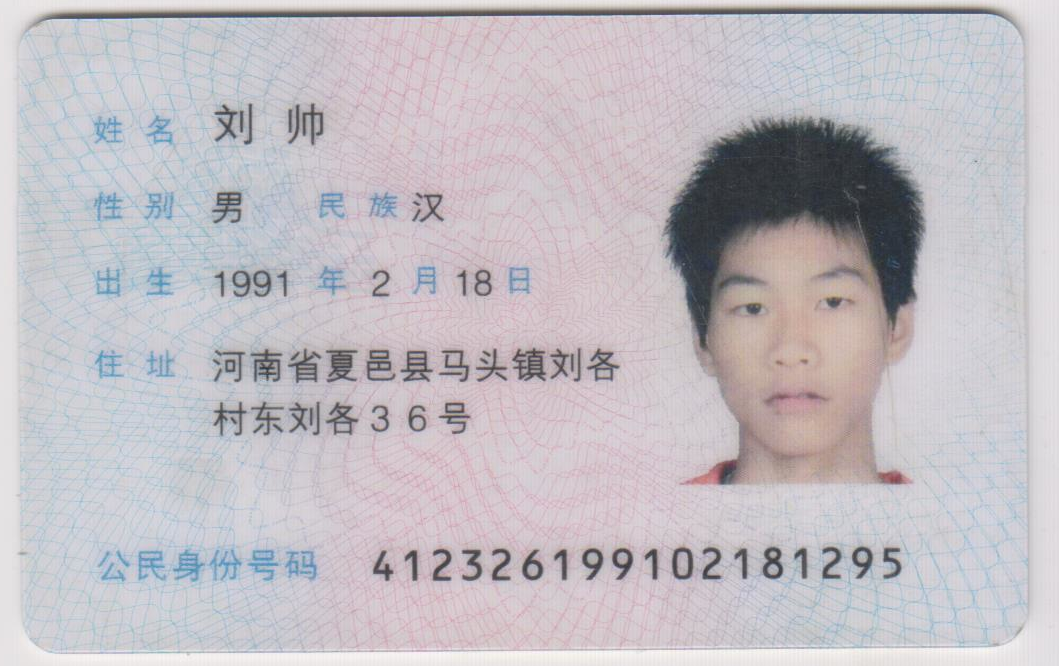 姓名 刘帅
性别 男 民族 汉
出生 1991 年 2 月 18 日
住址 河南省夏邑县马头镇刘各
村东刘各36号
公民身份号码 412326199102181295